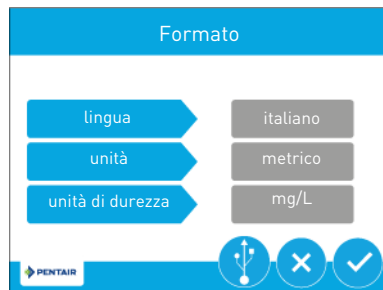 Formato
lingua italiano
unità metrico
unità di durezza mg/L
PENTAIR